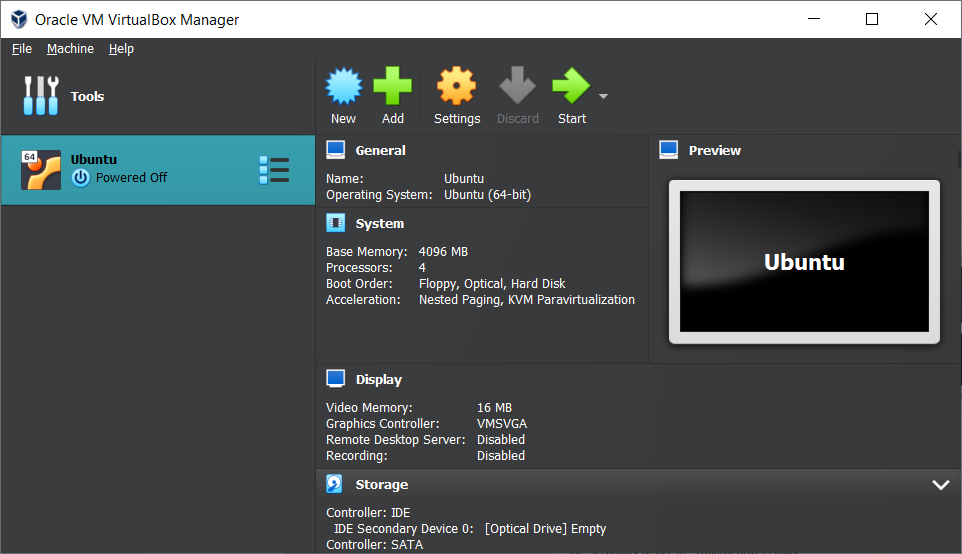 Oracle VM VirtualBox Manager
File Machine Help
Tools
New Add Settings Discard Start
64
Ubuntu
Powered Off
General
Name: Ubuntu
Operating System: Ubuntu (64-bit)
System
Base Memory: 4096 MB
Processors: 4
Boot Order: Floppy, Optical, Hard Disk
Acceleration: Nested Paging, KVM Paravirtualization
Preview
Ubuntu
Display
Video Memory: 16 MB
Graphics Controller: VMSVGA
Remote Desktop Server: Disabled
Recording: Disabled
Storage
Controller: IDE
IDE Secondary Device 0: [Optical Drive] Empty
Controller: SATA